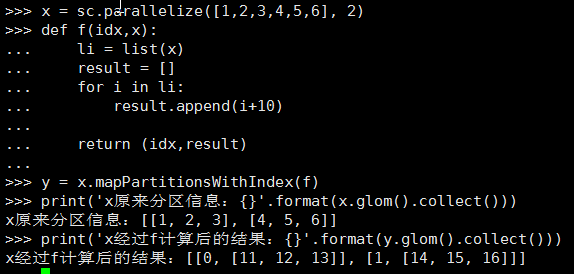 >>> x = sc.parallelize([1,2,3,4,5,6], 2)
>>> def f(idx,x):
...     li = list(x)
...     result = []
...     for i in li:
...         result.append(i+10)
...
...     return (idx,result)
...
>>> y = x.mapPartitionsWithIndex(f)
>>> print('x原来分区信息: {}'.format(x.glom().collect()))
x原来分区信息: [[1, 2, 3], [4, 5, 6]]
>>> print('x经过f计算后的结果: {}'.format(y.glom().collect()))
x经过f计算后的结果: [[0, [11, 12, 13]], [1, [14, 15, 16]]]